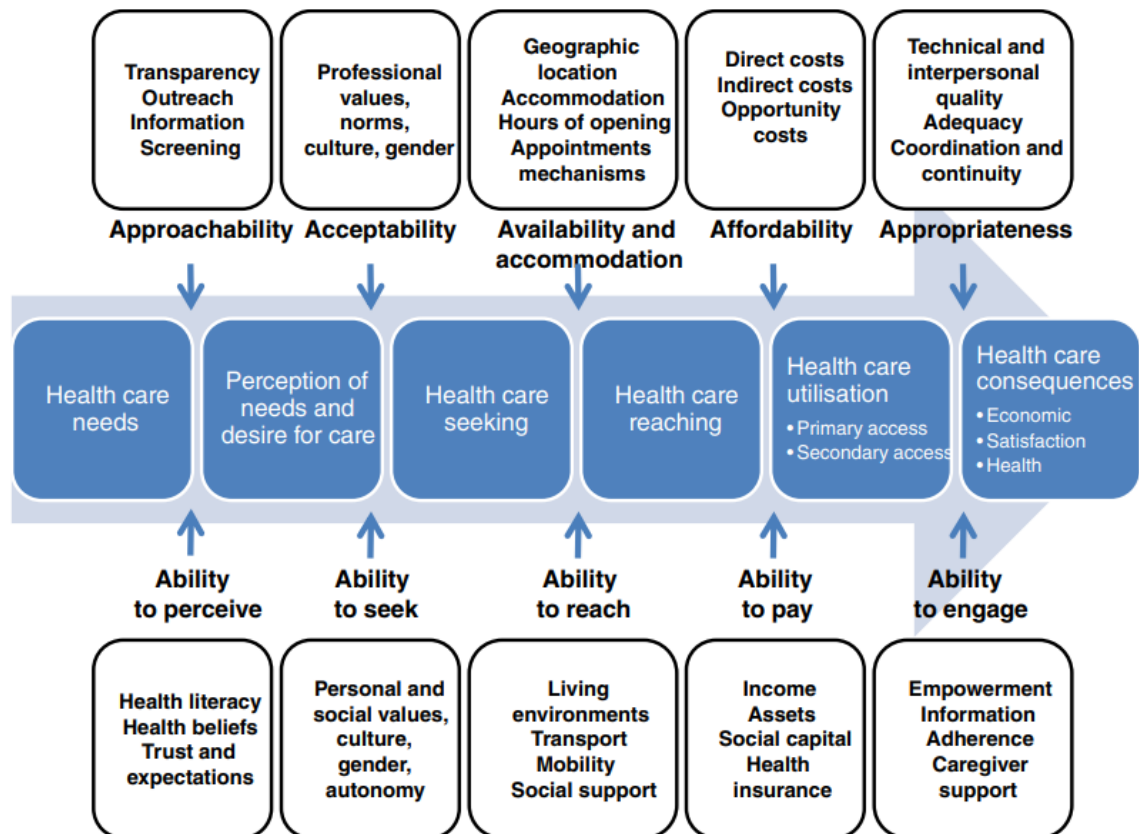 Transparency
Outreach
Information
Screening
Professional
values,
norms,
culture, gender
Geographic
location
Accommodation
Hours of opening
Appointments
mechanisms
Direct costs
Indirect costs
Opportunity
costs
Technical and
interpersonal
quality
Adequacy
Coordination and
continuity
Approachability
Acceptability
Availability and
accommodation
Affordability
Appropriateness
Health care
needs
Perception of
needs and
desire for care
Health care
seeking
Health care
reaching
Health care
utilisation
• Primary access
• Secondary access
Health care
consequences
• Economic
• Satisfaction
• Health
Ability
to perceive
Ability
to seek
Ability
to reach
Ability
to pay
Ability
to engage
Health literacy
Health beliefs
Trust and
expectations
Personal and
social values,
culture,
gender,
autonomy
Living
environments
Transport
Mobility
Social support
Income
Assets
Social capital
Health
insurance
Empowerment
Information
Adherence
Caregiver
support